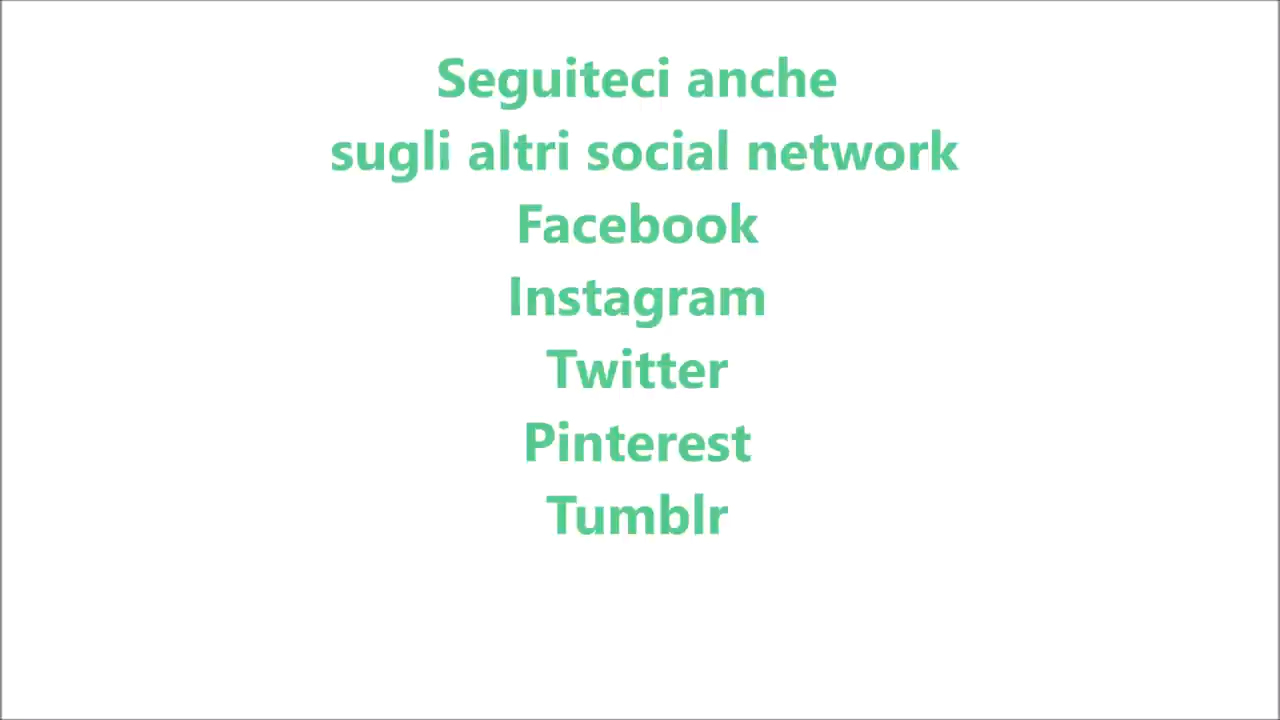 Seguiteci anche
sugli altri social network
Facebook
Instagram
Twitter
Pinterest
Tumblr